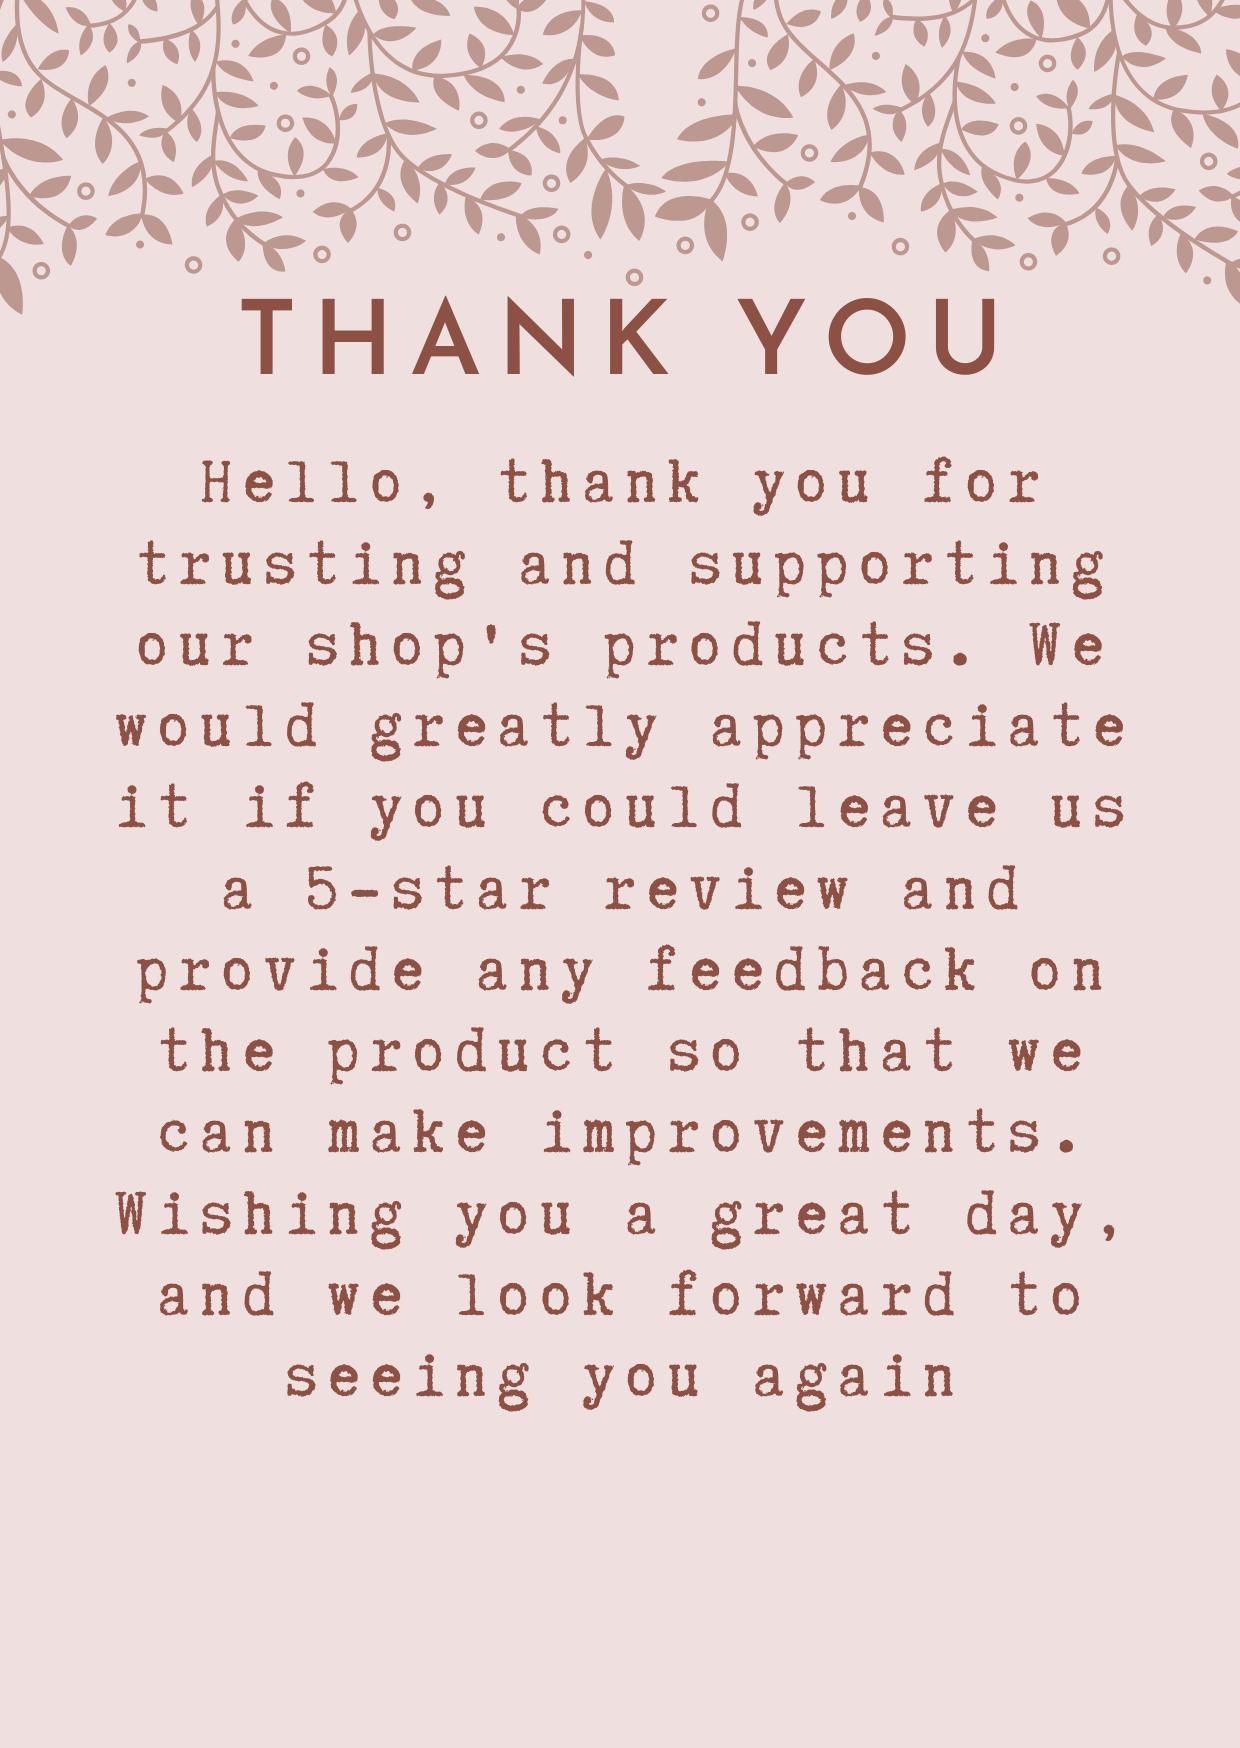 THANK YOU
Hello, thank you for
trusting and supporting
our shop's products. We
would greatly appreciate
it if you could leave us
a 5-star review and
provide any feedback on
the product so that we
can make improvements.
Wishing you a great day,
and we look forward to
seeing you again